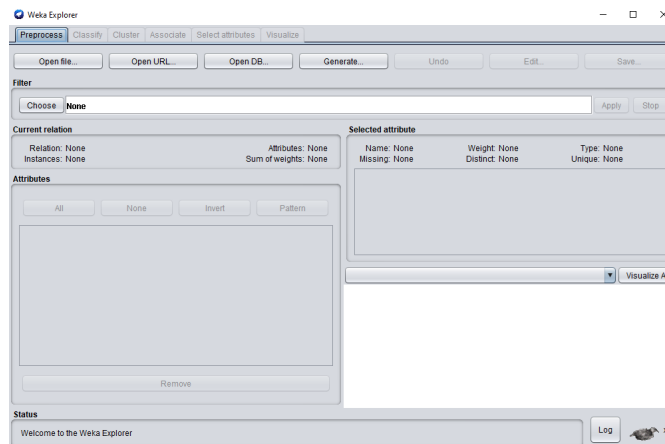 Weka Explorer
Preprocess Classify Cluster Associate Select attributes Visualize
Open file... Open URL... Open DB... Generate... Undo Edit... Save...
Filter
Choose None Apply Stop
Current relation
Relation: None Attributes: None
Instances: None Sum of weights: None
Selected attribute
Name: None Weight: None Type: None
Missing: None Distinct: None Unique: None
Attributes
All None Invert Pattern
Visualize A
Remove
Status
Welcome to the Weka Explorer
Log